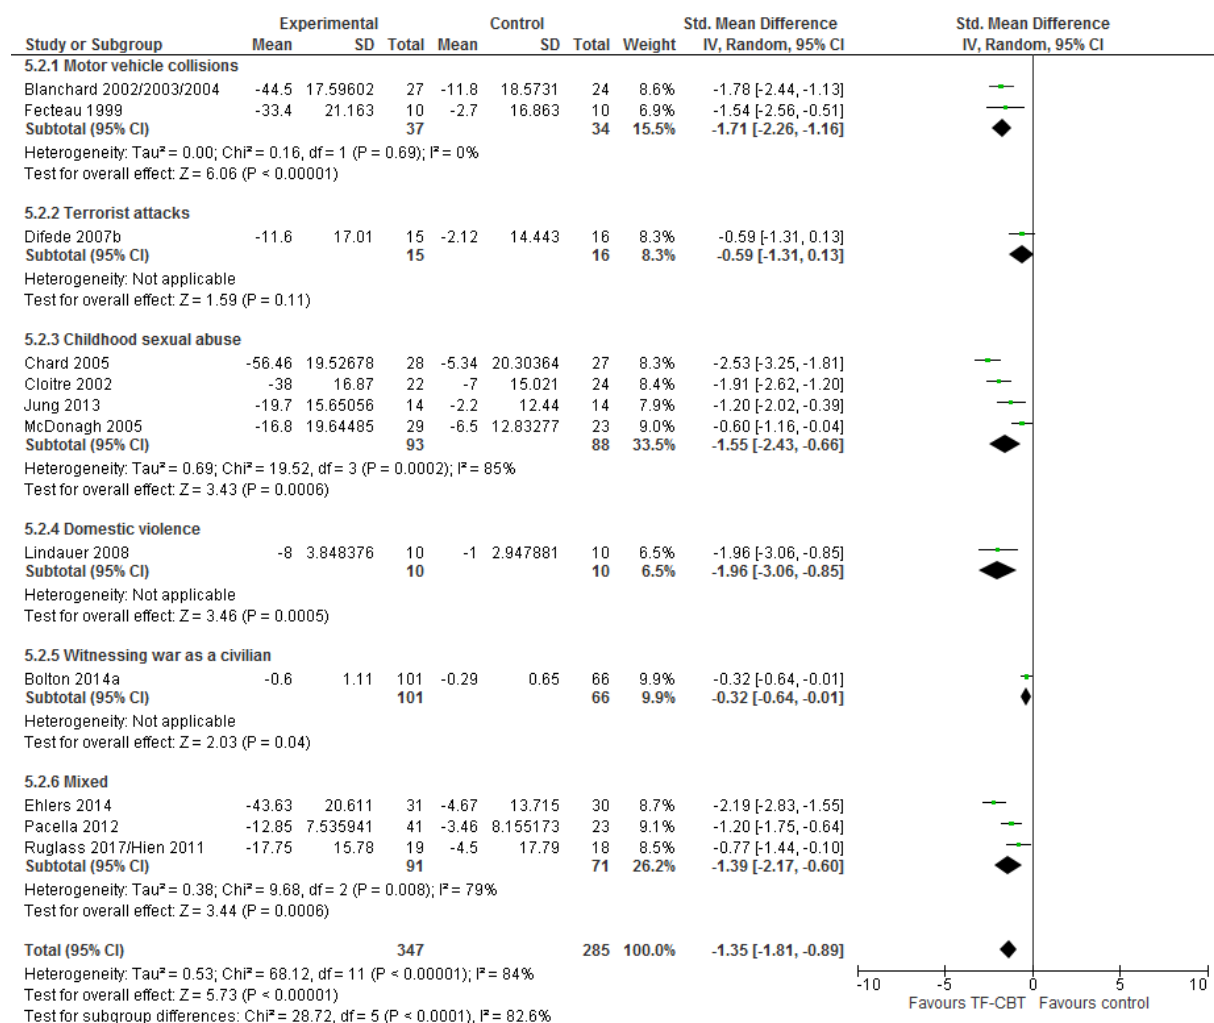 Experimental Control Std. Mean Difference Std. Mean Difference
Study or Subgroup Mean SD Total Mean SD Total Weight IV, Random, 95% CI IV, Random, 95% CI
5.2.1 Motor vehicle collisions
Blanchard 2002/2003/2004 -44.5 17.59602 27 -11.8 18.5731 24 8.6% -1.78 [-2.44, -1.13]
Fecteau 1999 -33.4 21.163 10 -2.7 16.863 10 6.9% -1.54 [-2.56, -0.51]
Subtotal (95% CI) 37 34 15.5% -1.71 [-2.26, -1.16]
Heterogeneity: Tau² = 0.00; Chi² = 0.16, df = 1 (P = 0.69); I² = 0%
Test for overall effect: Z = 6.06 (P < 0.00001)
5.2.2 Terrorist attacks
Difede 2007b -11.6 17.01 15 -2.12 14.443 16 8.3% -0.59 [-1.31, 0.13]
Subtotal (95% CI) 15 16 8.3% -0.59 [-1.31, 0.13]
Heterogeneity: Not applicable
Test for overall effect: Z = 1.59 (P = 0.11)
5.2.3 Childhood sexual abuse
Chard 2005 -56.46 19.52678 28 -5.34 20.30364 27 8.3% -2.53 [-3.25, -1.81]
Cloitre 2002 -38 16.87 22 -7 15.021 24 8.4% -1.91 [-2.62, -1.20]
Jung 2013 -19.7 15.65056 14 -2.2 12.44 14 7.9% -1.20 [-2.02, -0.39]
McDonagh 2005 -16.8 19.64485 29 -6.5 12.83277 23 9.0% -0.60 [-1.16, -0.04]
Subtotal (95% CI) 93 88 33.5% -1.55 [-2.43, -0.66]
Heterogeneity: Tau² = 0.69; Chi² = 19.52, df = 3 (P = 0.0002); I² = 85%
Test for overall effect: Z = 3.43 (P = 0.0006)
5.2.4 Domestic violence
Lindauer 2008 -8 3.848376 10 -1 2.947881 10 6.5% -1.96 [-3.06, -0.85]
Subtotal (95% CI) 10 10 6.5% -1.96 [-3.06, -0.85]
Heterogeneity: Not applicable
Test for overall effect: Z = 3.46 (P = 0.0005)
5.2.5 Witnessing war as a civilian
Bolton 2014a -0.6 1.11 101 -0.29 0.65 66 9.9% -0.32 [-0.64, -0.01]
Subtotal (95% CI) 101 66 9.9% -0.32 [-0.64, -0.01]
Heterogeneity: Not applicable
Test for overall effect: Z = 2.03 (P = 0.04)
5.2.6 Mixed
Ehlers 2014 -43.63 20.611 31 -4.67 13.715 30 8.7% -2.19 [-2.83, -1.55]
Pacella 2012 -12.85 7.535941 41 -3.46 8.155173 23 9.1% -1.20 [-1.75, -0.64]
Ruglass 2017/Hien 2011 -17.75 15.78 19 -4.5 17.79 18 8.5% -0.77 [-1.44, -0.10]
Subtotal (95% CI) 91 71 26.2% -1.39 [-2.17, -0.60]
Heterogeneity: Tau² = 0.38; Chi² = 9.68, df = 2 (P = 0.008); I² = 79%
Test for overall effect: Z = 3.44 (P = 0.0006)
Total (95% CI) 347 285 100.0% -1.35 [-1.81, -0.89]
Heterogeneity: Tau² = 0.53; Chi² = 68.12, df = 11 (P < 0.00001); I² = 84%
Test for overall effect: Z = 5.73 (P < 0.00001)
Test for subgroup differences: Chi² = 28.72, df = 5 (P < 0.0001), I² = 82.6%
-10 -5 0 5 10
Favours TF-CBT Favours control